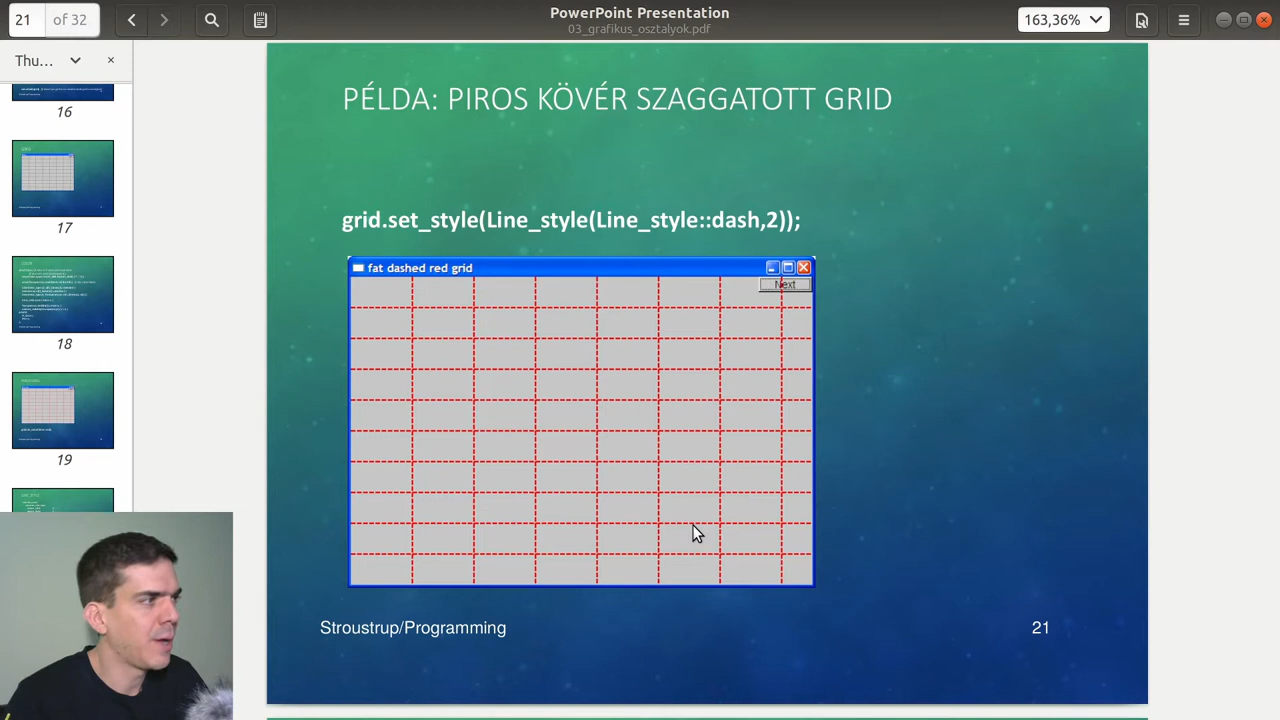 21
of 32
PowerPoint Presentation
03_grafikus_osztalyok.pdf
163,36%
Thu...
16
17
18
19
PÉLDA: PIROS KÖVÉR SZAGGATOTT GRID
grid.set_style(Line_style(Line_style::dash,2));
fat dashed red grid
Next
Stroustrup/Programming
21